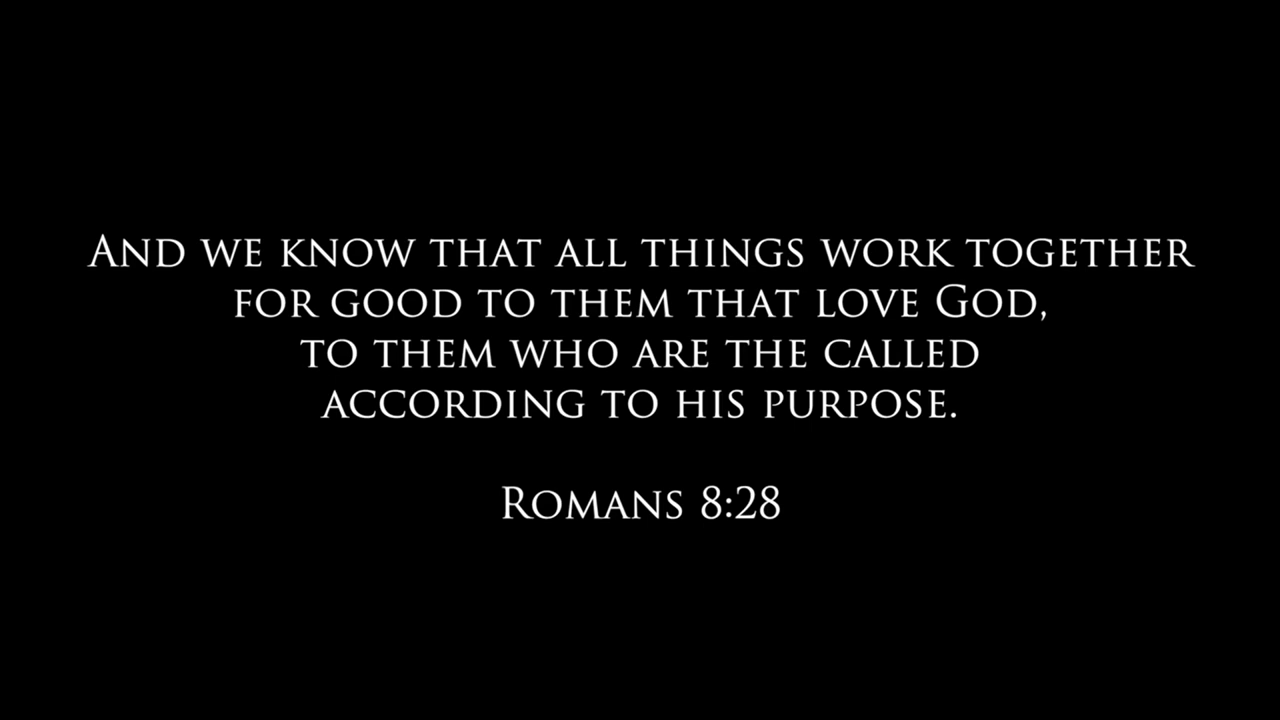 And we know that all things work together
for good to them that love God,
to them who are the called
according to his purpose.
Romans 8:28